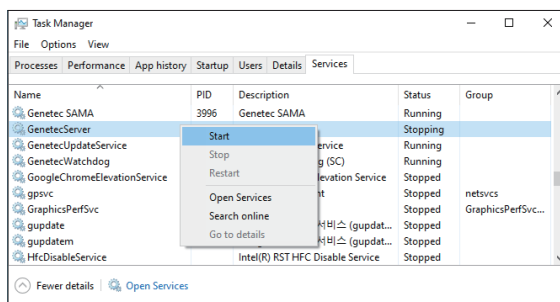 Task Manager
File Options View
Processes Performance App history Startup Users Details Services
Name PID Description Status Group
Genetec SAMA 3996 Genetec SAMA Running
GenetecServer Stopping
GenetecUpdateService ervice Running
GenetecWatchdog g (SC) Running
GoogleChromeElevationService levation Service Stopped
gpsvc nt Stopped netsvcs
GraphicsPerfSvc Stopped GraphicsPerfSvc...
gupdate 서비스 (gupdat... Stopped
gupdatem 서비스 (gupdat... Stopped
HfcDisableService Intel(R) RST HFC Disable Service Stopped
Start
Stop
Restart
Open Services
Search online
Go to details
Fewer details Open Services